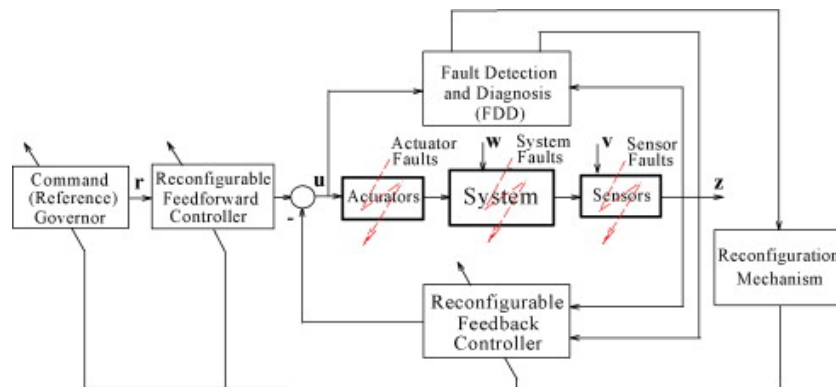 Fault Detection
and Diagnosis
(FDD)
Actuator
Faults
w
System
Faults
v
Sensor
Faults
Command
(Reference)
Governor
r
Reconfigurable
Feedforward
Controller
-
u
Actuators
System
Sensors
z
Reconfiguration
Mechanism
Reconfigurable
Feedback
Controller